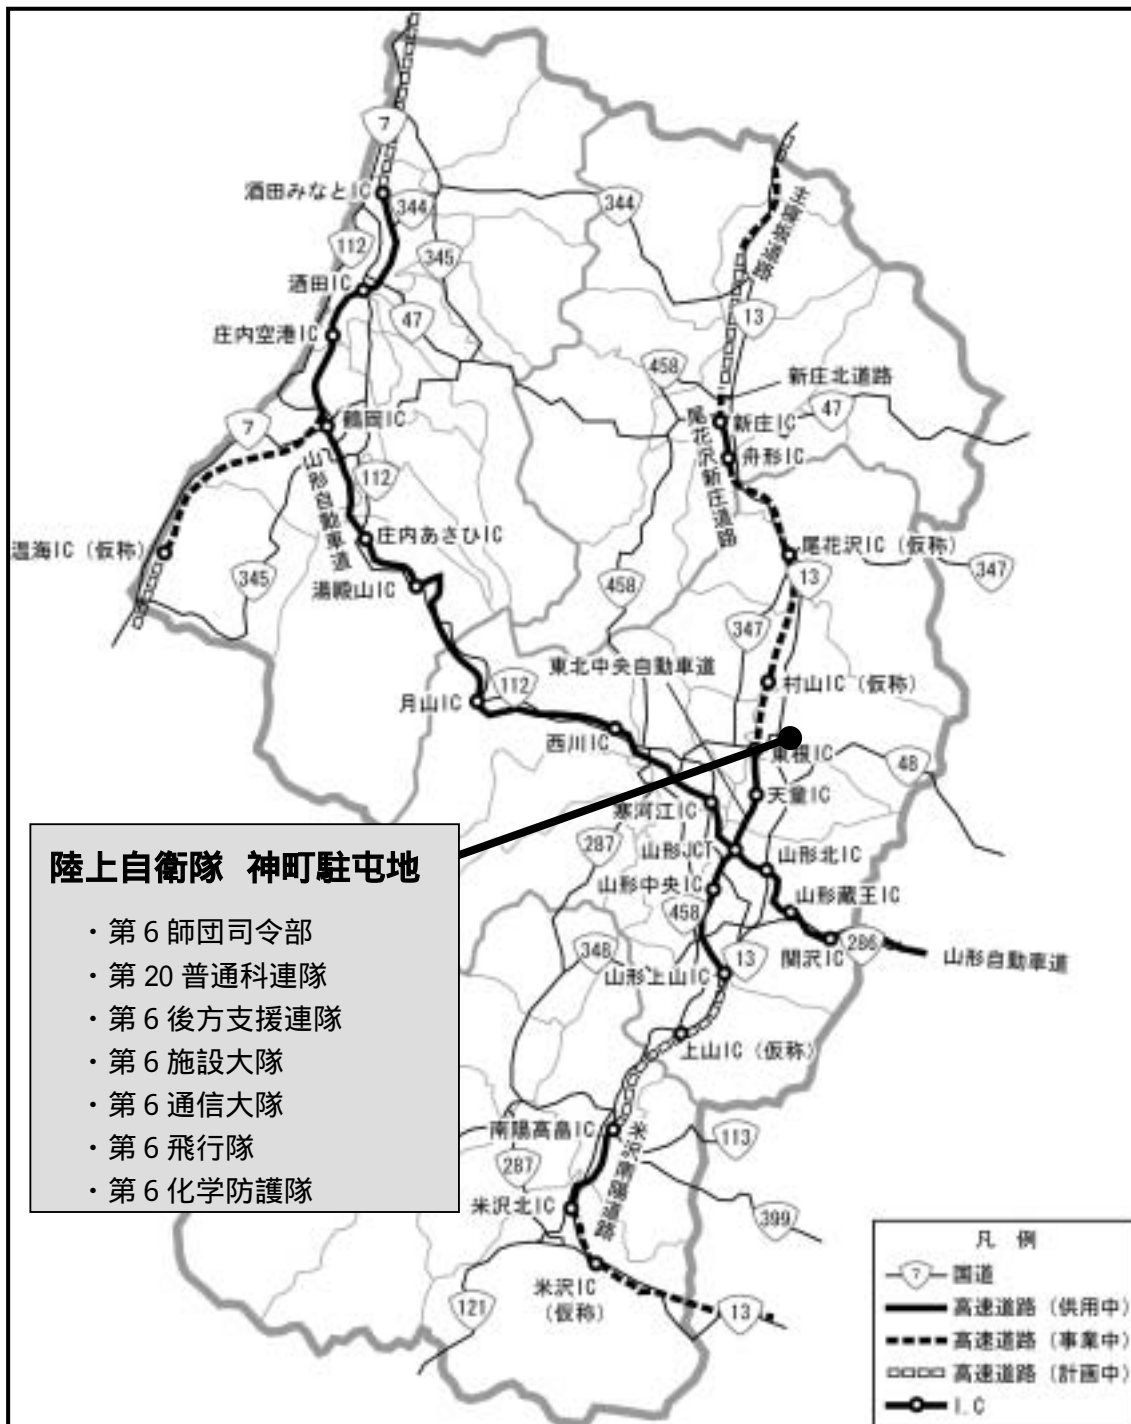 7
酒田みなとIC
344
344
主寝坂道路
112
345
酒田IC
47
13
庄内空港IC
458
新庄北道路
7
鶴岡IC
尾花沢新庄道路
新庄IC
47
舟形IC
山形自動車道
112
庄内あさひIC
温海IC（仮称）
尾花沢IC（仮称）
345
湯殿山IC
458
13
347
347
東北中央自動車道
村山IC（仮称）
月山IC
112
西川IC
東根IC
48
天童IC
寒河江IC
287
山形JCT
山形北IC
陸上自衛隊 神町駐屯地
・第６師団司令部
・第20普通科連隊
・第６後方支援連隊
・第６施設大隊
・第６通信大隊
・第６飛行隊
・第６化学防護隊
山形中央IC
山形蔵王IC
458
348
13
関沢IC
286
山形自動車道
山形上山IC
上山IC（仮称）
南陽高畠IC
米沢南陽道路
113
287
米沢北IC
399
米沢IC
（仮称）
121
13
凡 例
7
国道
高速道路（供用中）
高速道路（事業中）
高速道路（計画中）
I.C